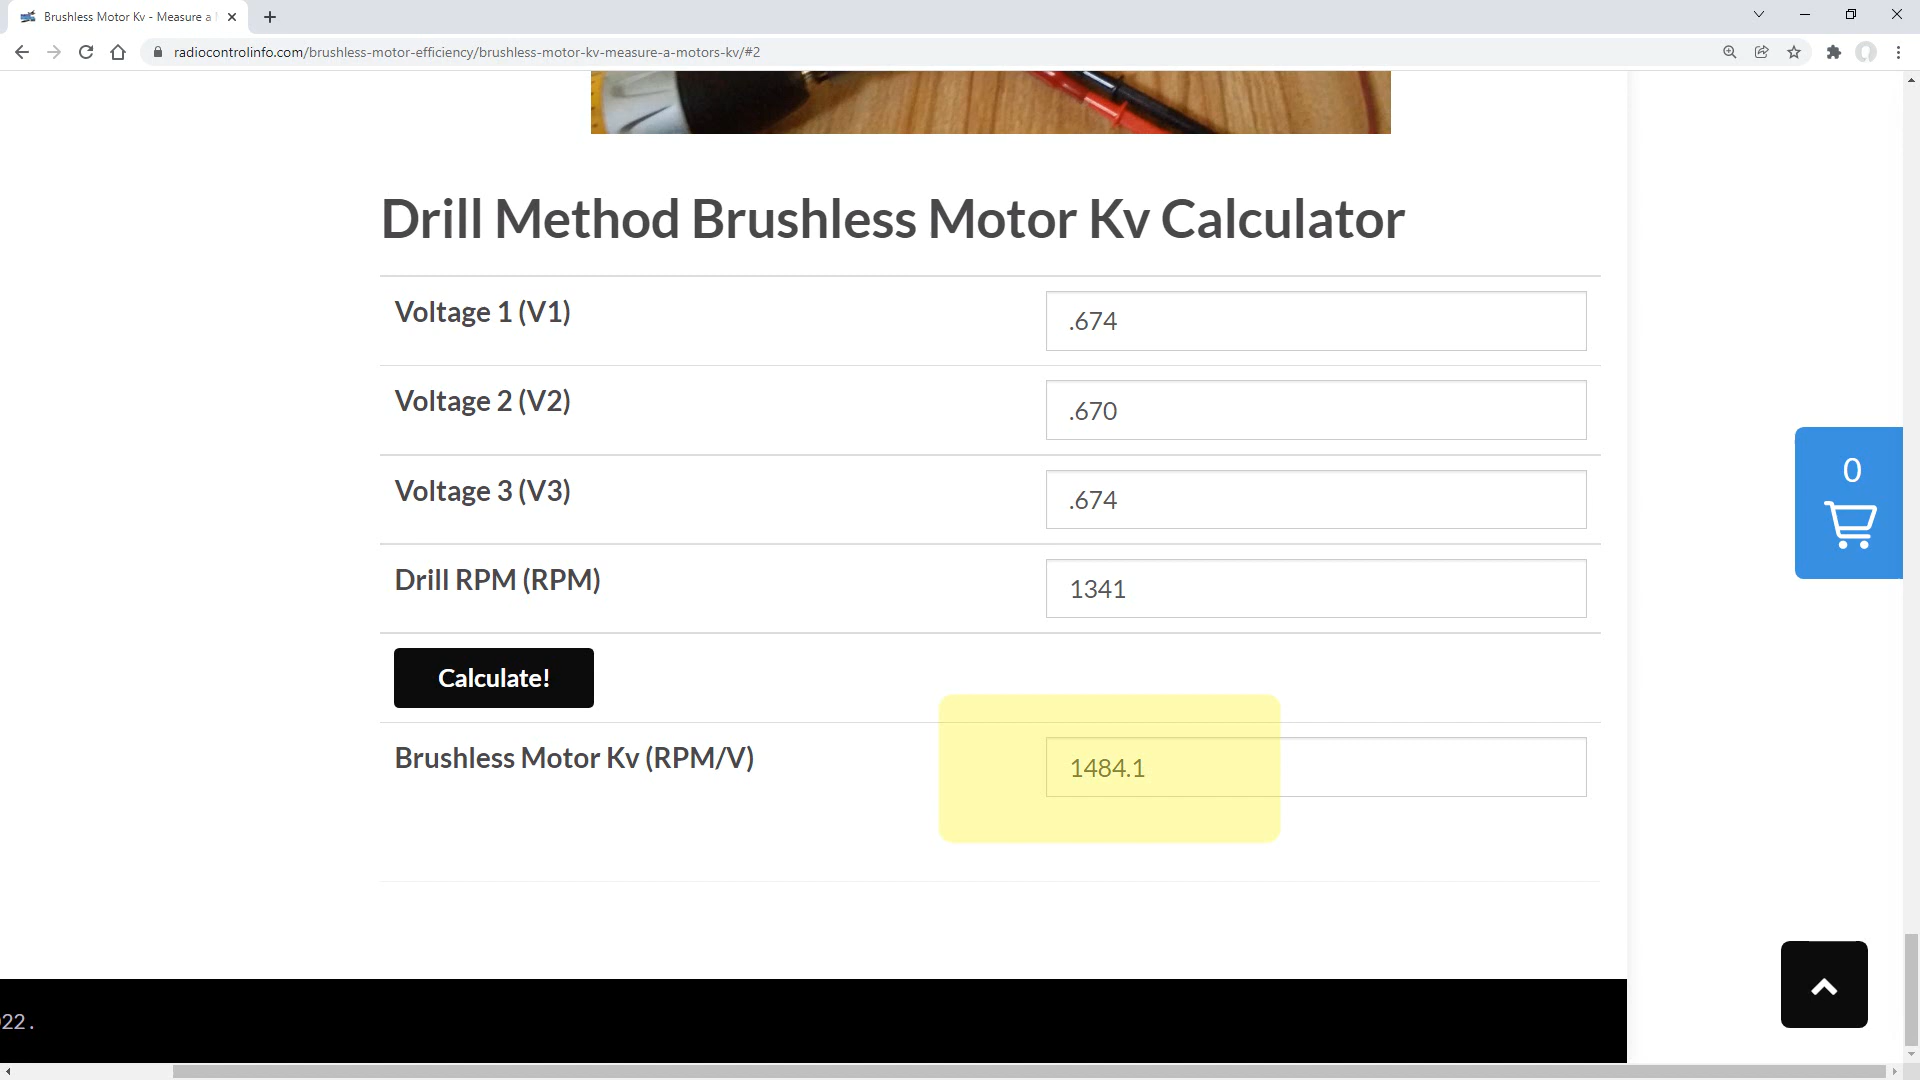 Brushless Motor Kv - Measure a
radiocontrolinfo.com/brushless-motor-efficiency/brushless-motor-kv-measure-a-motors-kv/#2
Drill Method Brushless Motor Kv Calculator
Voltage 1 (V1)
.674
Voltage 2 (V2)
.670
Voltage 3 (V3)
.674
Drill RPM (RPM)
1341
Calculate!
Brushless Motor Kv (RPM/V)
1484.1
0
22.